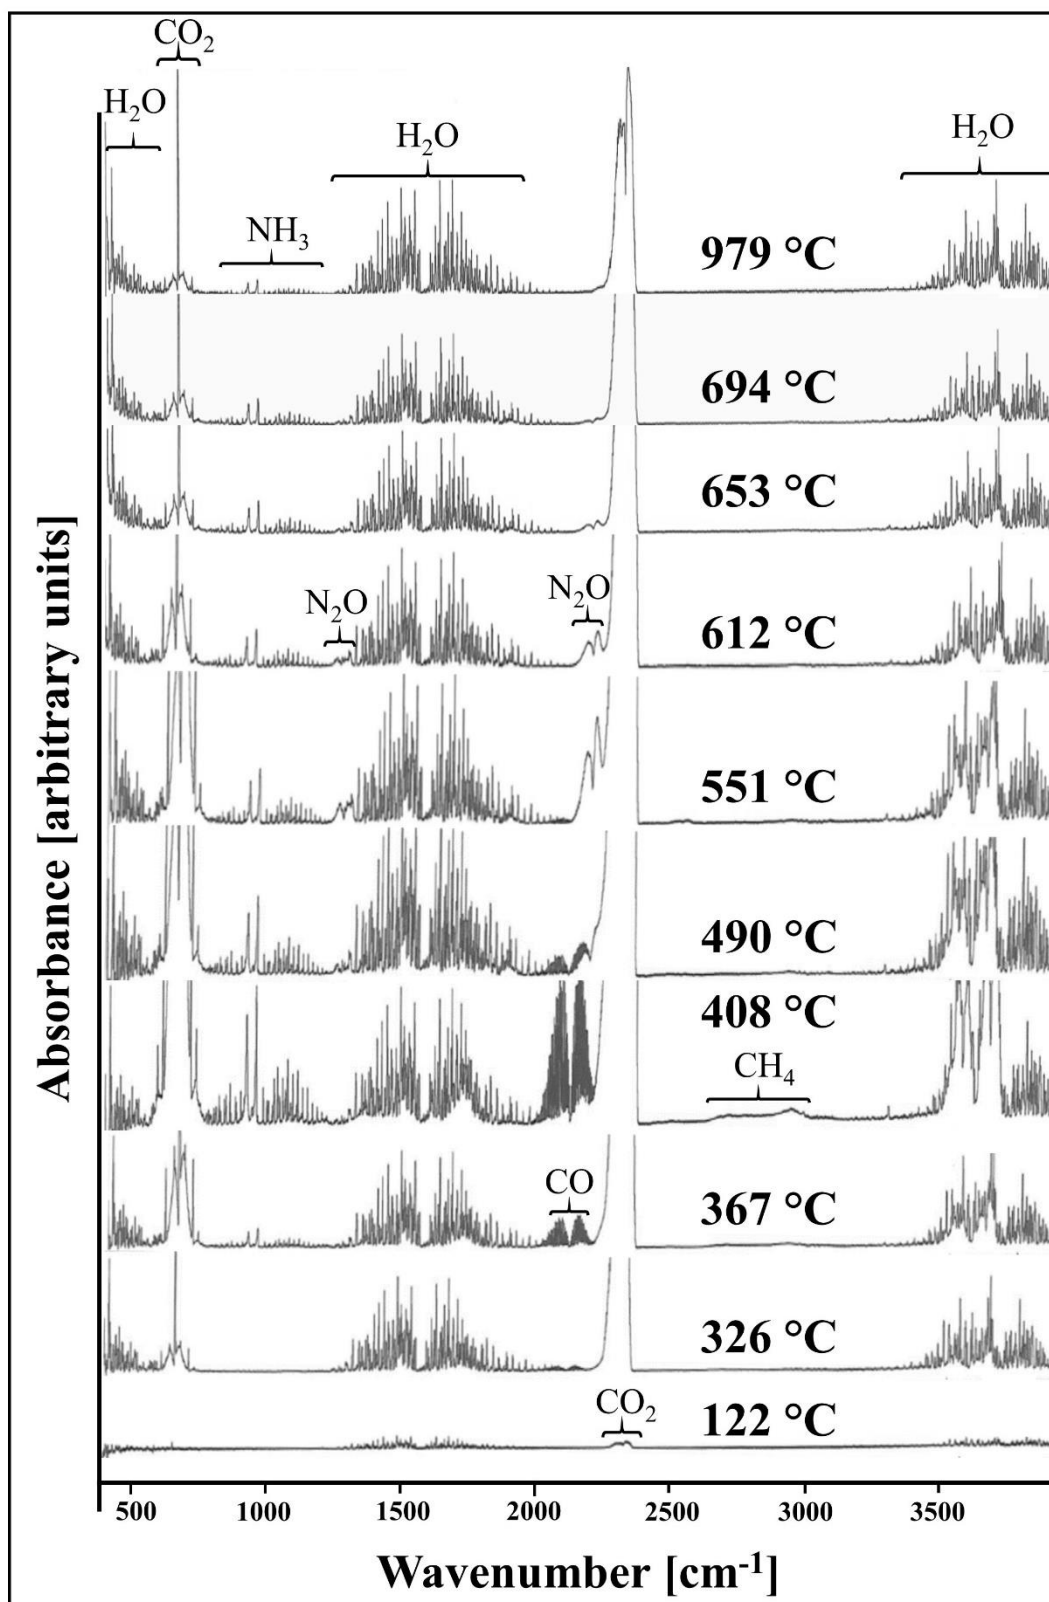 CO₂
H₂O
H₂O
H₂O
NH₃
979 °C
694 °C
653 °C
N₂O
N₂O
612 °C
551 °C
490 °C
408 °C
CH₄
CO
367 °C
326 °C
CO₂
122 °C
Absorbance [arbitrary units]
500 1000 1500 2000 2500 3000 3500
Wavenumber [cm⁻¹]